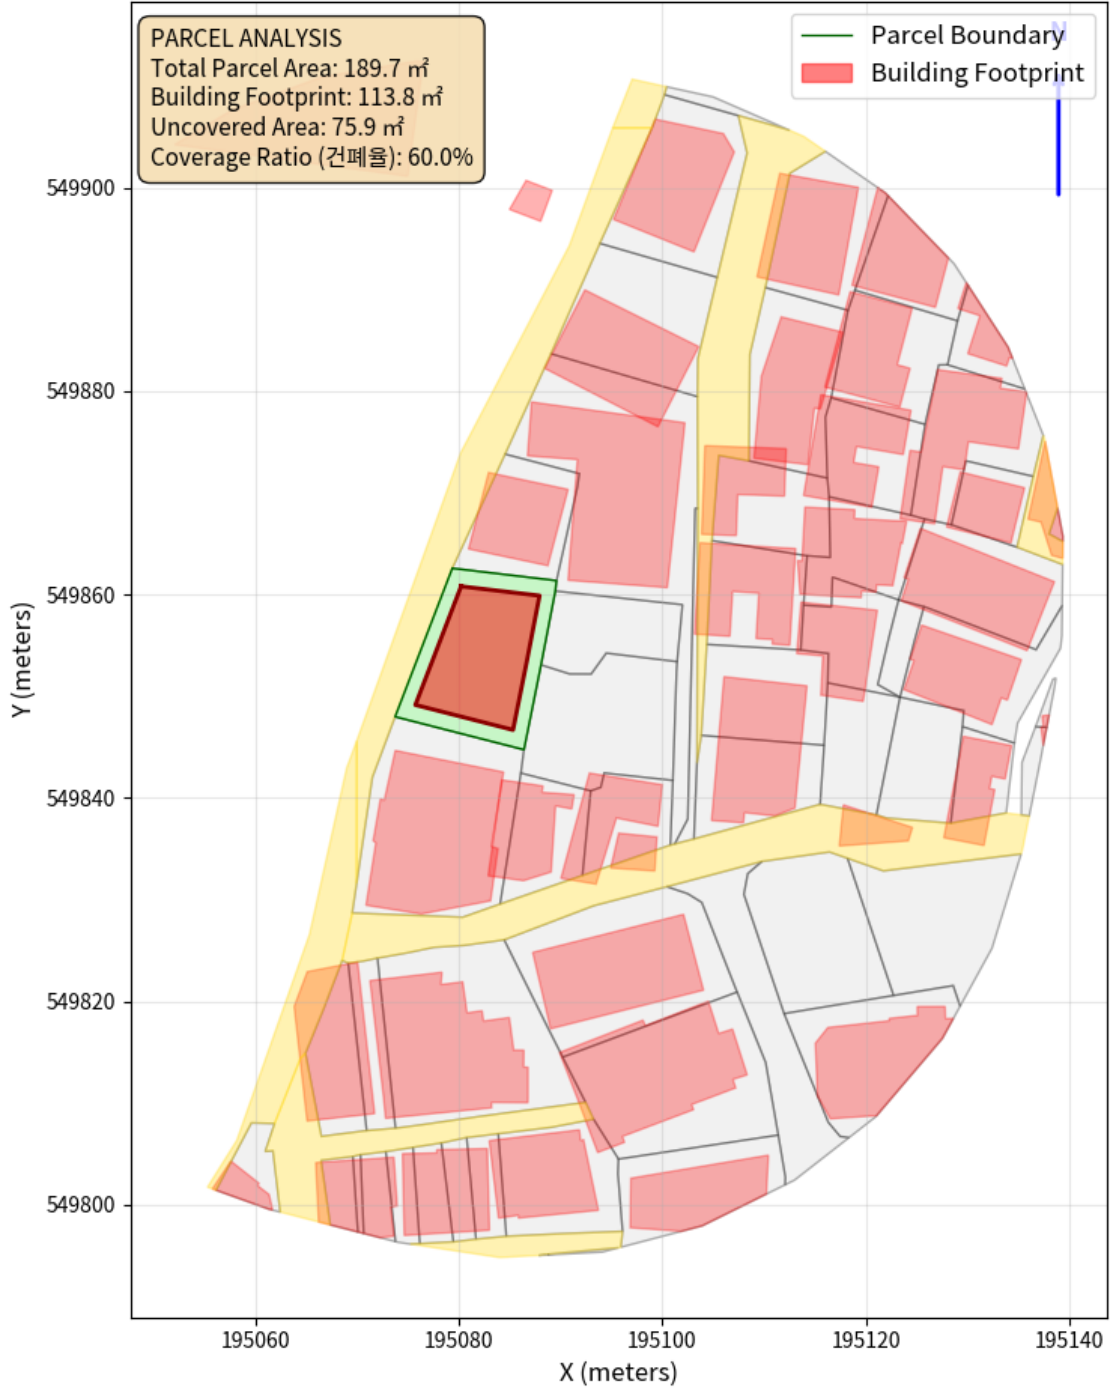 PARCEL ANALYSIS
Total Parcel Area: 189.7 ㎡
Building Footprint: 113.8 ㎡
Uncovered Area: 75.9 ㎡
Coverage Ratio (건폐율): 60.0%
N
Parcel Boundary
Building Footprint
549900
549880
549860
549840
549820
549800
Y (meters)
195060
195080
195100
195120
195140
X (meters)